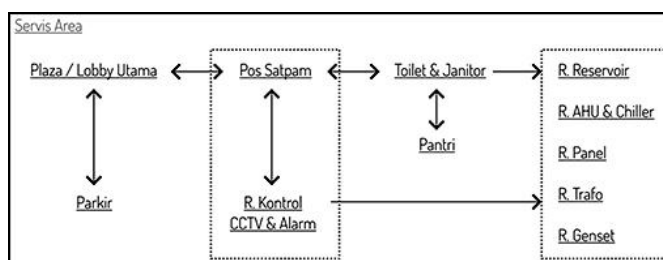 Servis Area
Plaza / Lobby Utama
Pos Satpam
Toilet & Janitor
R. Reservoir
R. AHU & Chiller
Pantri
R. Panel
Parkir
R. Kontrol
CCTV & Alarm
R. Trafo
R. Genset